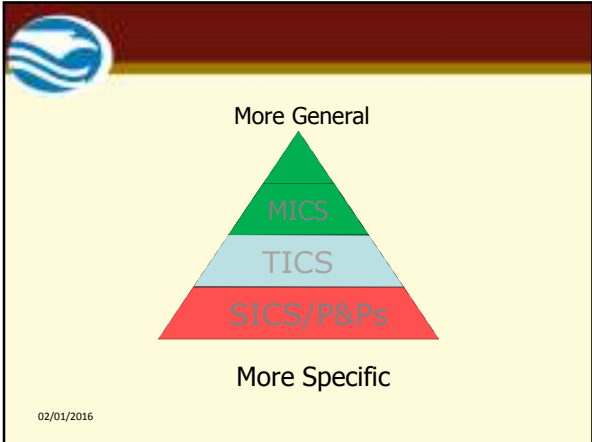 More General
MICS
TICS
SICS/P&Ps
More Specific
02/01/2016